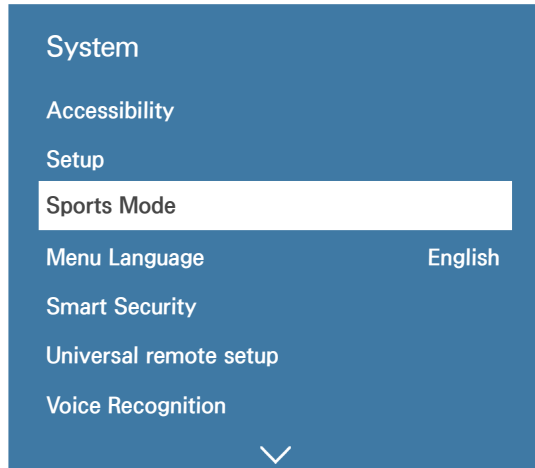 System
Accessibility
Setup
Sports Mode
Menu Language English
Smart Security
Universal remote setup
Voice Recognition